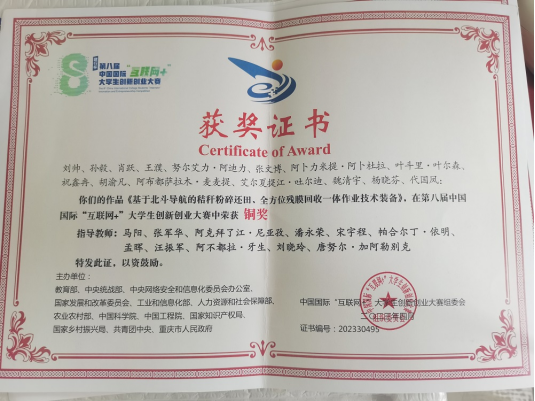 第八届
中国国际“互联网+”
大学生创新创业大赛
获奖证书
Certificate of Award
刘帅、孙毅、肖跃、王濮、努尔艾力·阿迪力、张文博、阿卜力米提·阿卜杜拉、叶斗里·叶尔森、
祝鑫冉、胡渝凡、阿布都萨拉木·麦麦提、艾尔夏提江·吐尔迪、魏清宇、杨晓芬、代国凤：
你们的作品《基于北斗导航的秸秆粉碎还田、全方位残膜回收一体作业技术装备》，在第八届中国
国际“互联网+”大学生创新创业大赛中荣获 铜奖
指导教师：马阳、张军华、阿克拜了江·尼亚孜、潘永荣、宋宇程、帕合尔丁·依明、
孟晖、汪振军、阿不都拉·牙生、刘晓玲、唐努尔·加阿勒别克
特发此证，以资鼓励。
主办单位：
教育部、中央统战部、中央网络安全和信息化委员会办公室、
国家发展和改革委员会、工业和信息化部、人力资源和社会保障部、
农业农村部、中国科学院、中国工程院、国家知识产权局、
国家乡村振兴局、共青团中央、重庆市人民政府
中国国际“互联网+”大学生创新创业大赛组委会
二〇二三年四月
证书编号：202330495